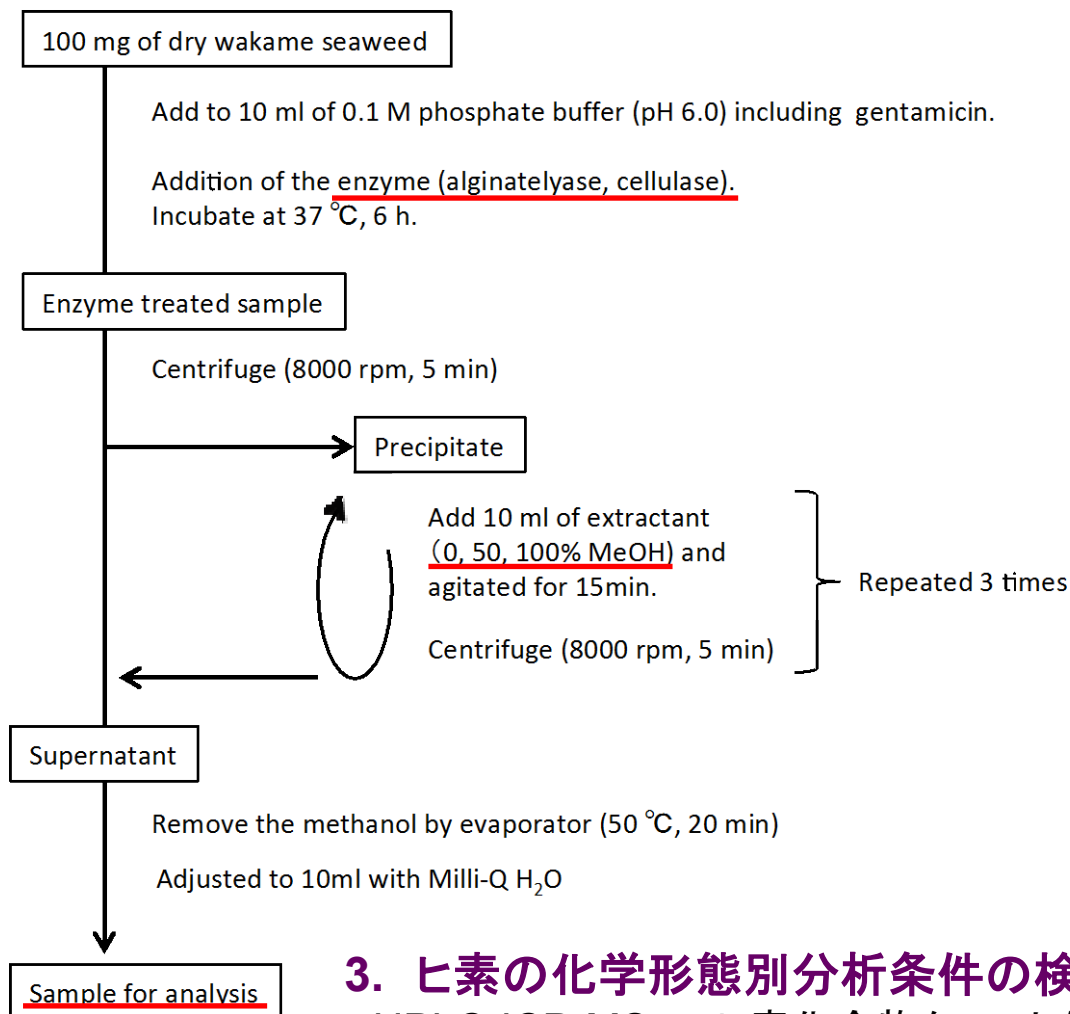 100 mg of dry wakame seaweed
Add to 10 ml of 0.1 M phosphate buffer (pH 6.0) including gentamicin.
Addition of the enzyme (alginatelyase, cellulase).
Incubate at 37 ℃, 6 h.
Enzyme treated sample
Centrifuge (8000 rpm, 5 min)
Precipitate
Add 10 ml of extractant
（0, 50, 100% MeOH) and
agitated for 15min.
Repeated 3 times
Centrifuge (8000 rpm, 5 min)
Supernatant
Remove the methanol by evaporator (50 ℃, 20 min)
Adjusted to 10ml with Milli-Q H₂O
Sample for analysis
3. ヒ素の化学形態別分析条件の検